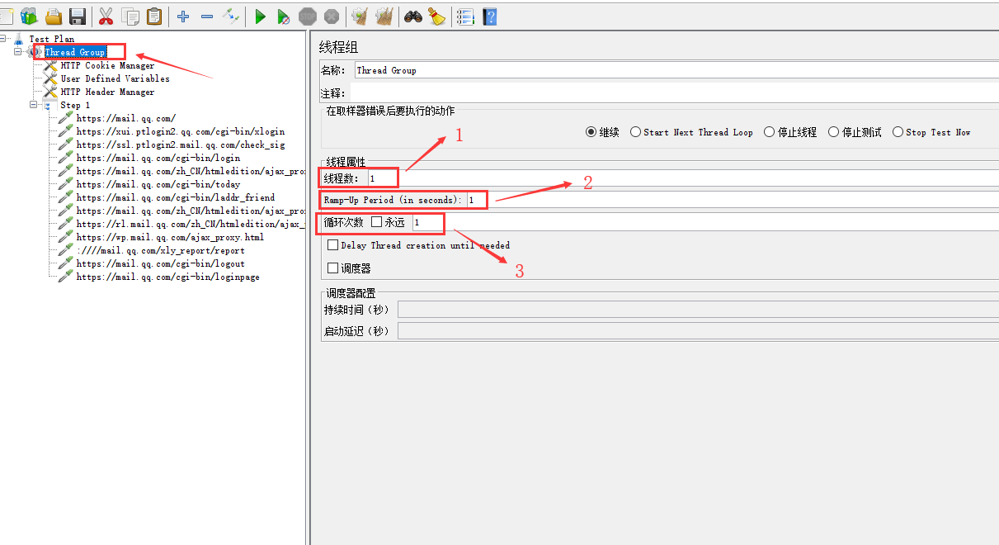 STOP
?
Test Plan
Thread Group
HTTP Cookie Manager
User Defined Variables
HTTP Header Manager
Step 1
https://mail.qq.com/
https://xui.ptlogin2.qq.com/cgi-bin/xlogin
https://ssl.ptlogin2.mail.qq.com/check_sig
https://mail.qq.com/cgi-bin/login
https://mail.qq.com/zh_CN/htmledition/ajax_pro
https://mail.qq.com/cgi-bin/today
https://mail.qq.com/cgi-bin/laddr_friend
https://mail.qq.com/zh_CN/htmledition/ajax_pro
https://rl.mail.qq.com/zh_CN/htmledition/ajax_
https://wp.mail.qq.com/ajax_proxy.html
:////mail.qq.com/xly_report/report
https://mail.qq.com/cgi-bin/logout
https://mail.qq.com/cgi-bin/loginpage
线程组
名称： Thread Group
注释：
在取样器错误后要执行的动作
继续 Start Next Thread Loop 停止线程 停止测试 Stop Test Now
1
线程属性
线程数： 1
2
Ramp-Up Period (in seconds): 1
循环次数 永远 1
Delay Thread creation until needed
3
调度器
调度器配置
持续时间（秒）
启动延迟（秒）